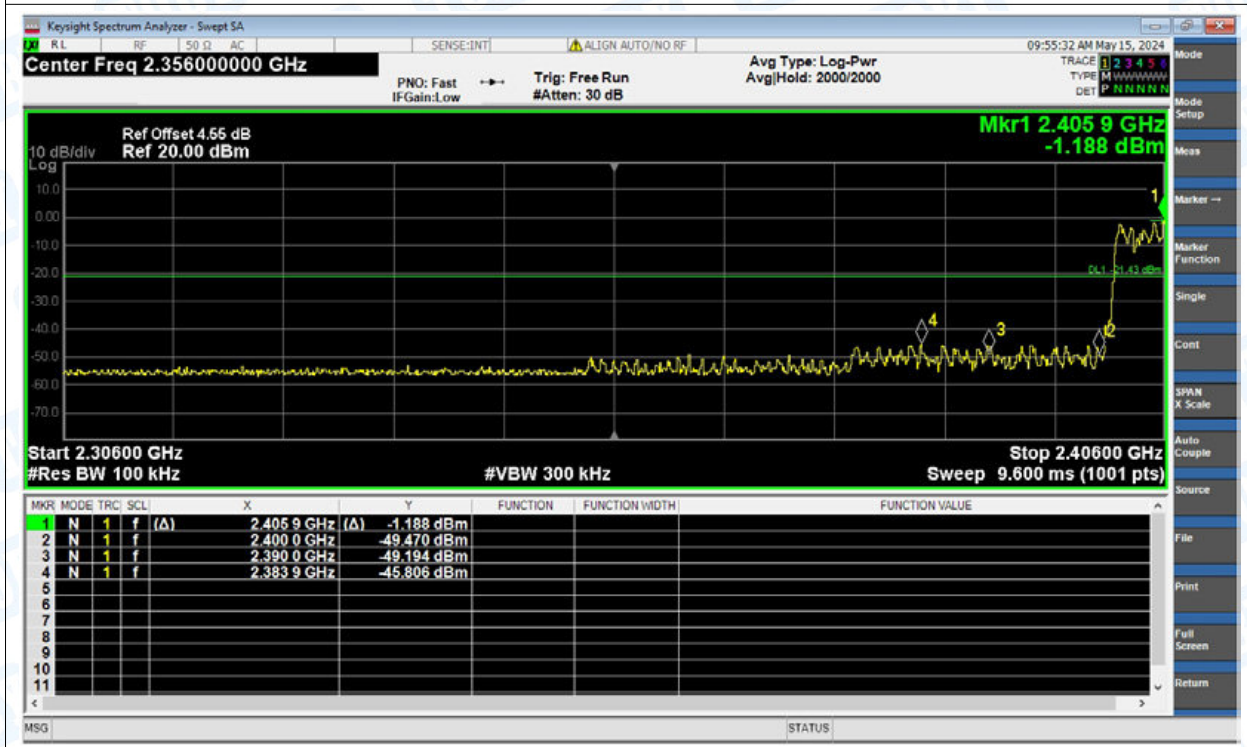 Keysight Spectrum Analyzer - Swept SA
RL RF 50 Ω AC SENSE:INT ALIGN AUTO/NO RF 09:55:32 AM May 15, 2024
Center Freq 2.356000000 GHz
PNO: Fast
IFGain:Low
Trig: Free Run
#Atten: 30 dB
Avg Type: Log-Pwr
Avg|Hold: 2000/2000
TRACE 1 2 3 4 5 6
TYPE M WWWWW
DET P N N N N N
Mkr1 2.405 9 GHz
-1.188 dBm
Ref Offset 4.55 dB
10 dB/div Ref 20.00 dBm
Log
10.0
0.00
-10.0
-20.0
-30.0
-40.0
-50.0
-60.0
-70.0
1
DL1 -21.43 dBm
4
3
2
Start 2.30600 GHz Stop 2.40600 GHz
#Res BW 100 kHz #VBW 300 kHz Sweep 9.600 ms (1001 pts)
MKR MODE TRC SCL X Y FUNCTION FUNCTION WIDTH FUNCTION VALUE
1 N 1 f (Δ) 2.405 9 GHz (Δ) -1.188 dBm
2 N 1 f 2.400 0 GHz -49.470 dBm
3 N 1 f 2.390 0 GHz -49.194 dBm
4 N 1 f 2.383 9 GHz -45.806 dBm
5
6
7
8
9
10
11
MSG STATUS
Mode
Mode
Setup
Meas
Marker →
Marker
Function
Single
Cont
SPAN
X Scale
Auto
Couple
Source
File
Print
Full
Screen
Return